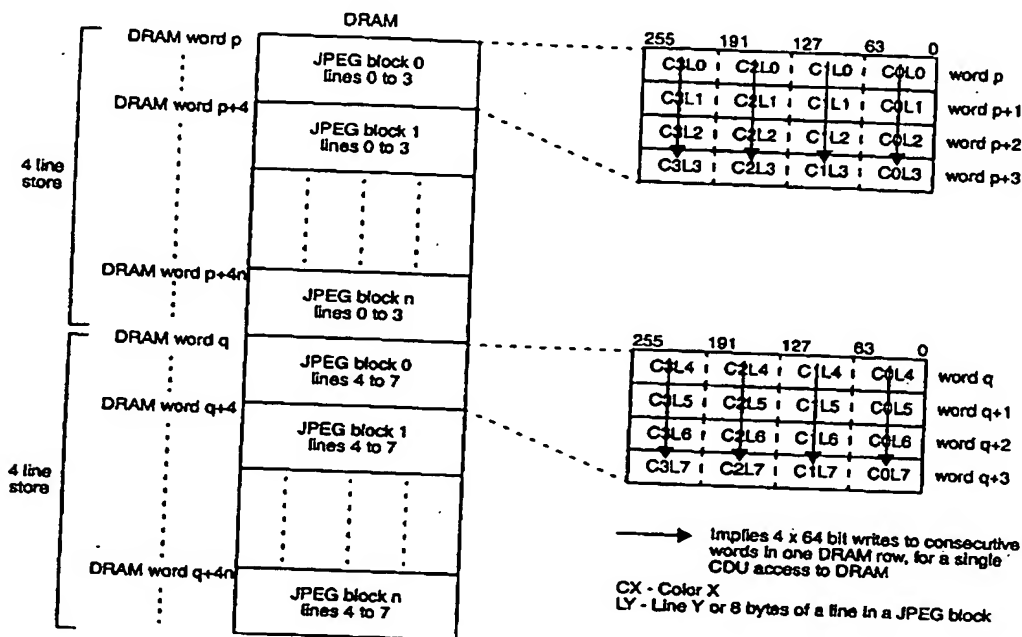 DRAM
DRAM word p
JPEG block 0
lines 0 to 3
DRAM word p+4
JPEG block 1
lines 0 to 3
4 line
store
DRAM word p+4n
JPEG block n
lines 0 to 3
DRAM word q
JPEG block 0
lines 4 to 7
DRAM word q+4
JPEG block 1
lines 4 to 7
4 line
store
DRAM word q+4n
JPEG block n
lines 4 to 7
255 191 127 63 0
C3L0 C2L0 C1L0 C0L0 word p
C3L1 C2L1 C1L1 C0L1 word p+1
C3L2 C2L2 C1L2 C0L2 word p+2
C3L3 C2L3 C1L3 C0L3 word p+3
255 191 127 63 0
C3L4 C2L4 C1L4 C0L4 word q
C3L5 C2L5 C1L5 C0L5 word q+1
C3L6 C2L6 C1L6 C0L6 word q+2
C3L7 C2L7 C1L7 C0L7 word q+3
Implies 4 x 64 bit writes to consecutive
words in one DRAM row, for a single
CDU access to DRAM
CX - Color X
LY - Line Y or 8 bytes of a line in a JPEG block